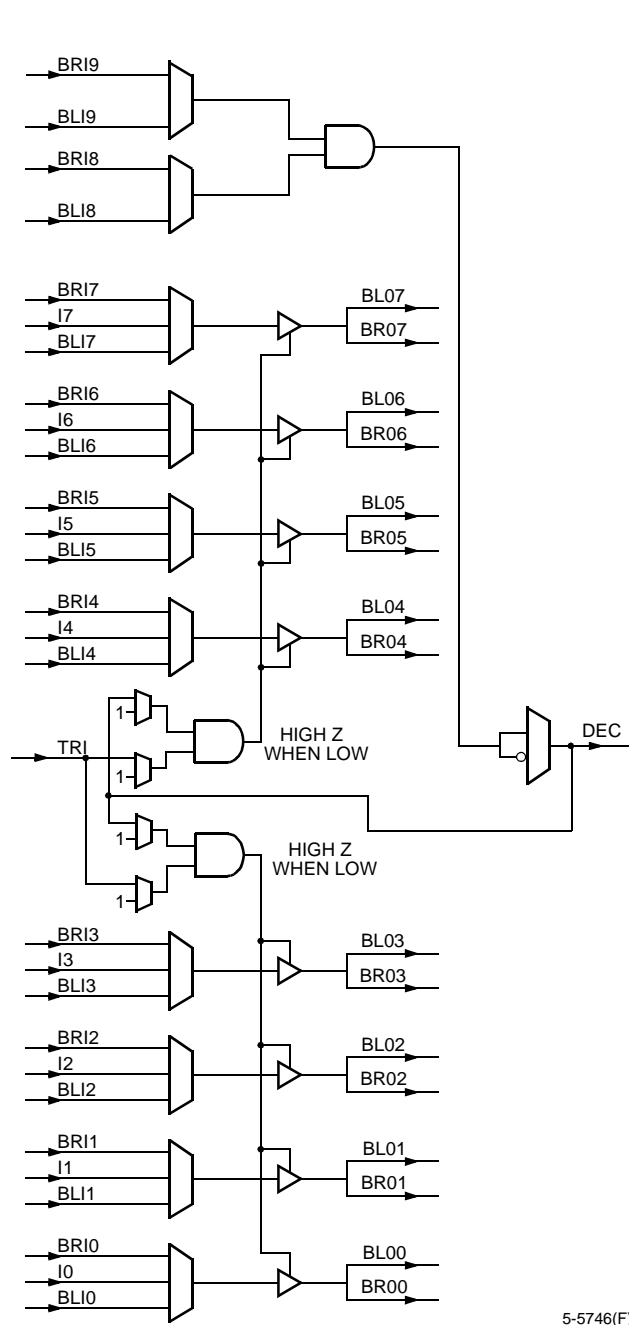 BRI9
BLI9
BRI8
BLI8
BRI7
I7
BLI7
BL07
BR07
BRI6
I6
BLI6
BL06
BR06
BRI5
I5
BLI5
BL05
BR05
BRI4
I4
BLI4
BL04
BR04
1
TRI
1
HIGH Z
WHEN LOW
DEC
1
1
HIGH Z
WHEN LOW
BRI3
I3
BLI3
BL03
BR03
BRI2
I2
BLI2
BL02
BR02
BRI1
I1
BLI1
BL01
BR01
BRI0
I0
BLI0
BL00
BR00
5-5746(F